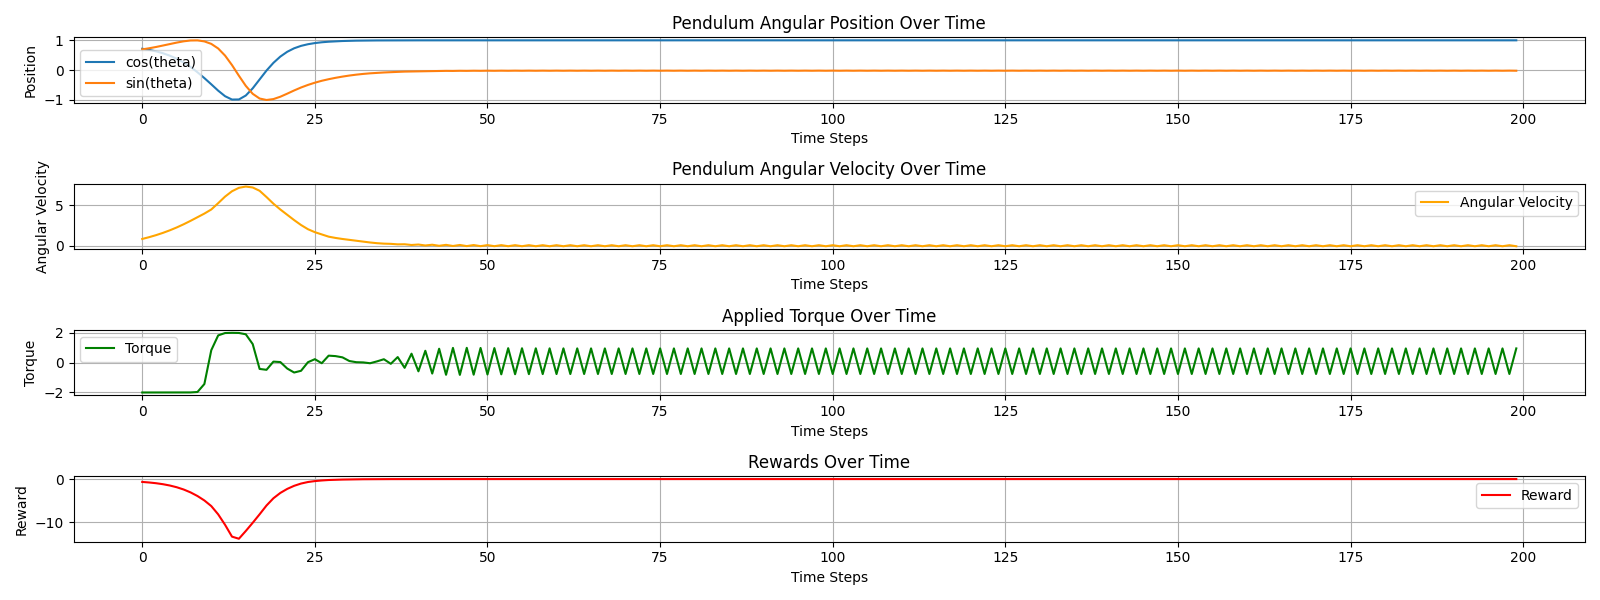 Pendulum Angular Position Over Time
Position
1
0
−1
cos(theta)
sin(theta)
0 25 50 75 100 125 150 175 200
Time Steps
Pendulum Angular Velocity Over Time
Angular Velocity
5
0
Angular Velocity
0 25 50 75 100 125 150 175 200
Time Steps
Applied Torque Over Time
Torque
2
0
−2
Torque
0 25 50 75 100 125 150 175 200
Time Steps
Rewards Over Time
Reward
0
−10
Reward
0 25 50 75 100 125 150 175 200
Time Steps